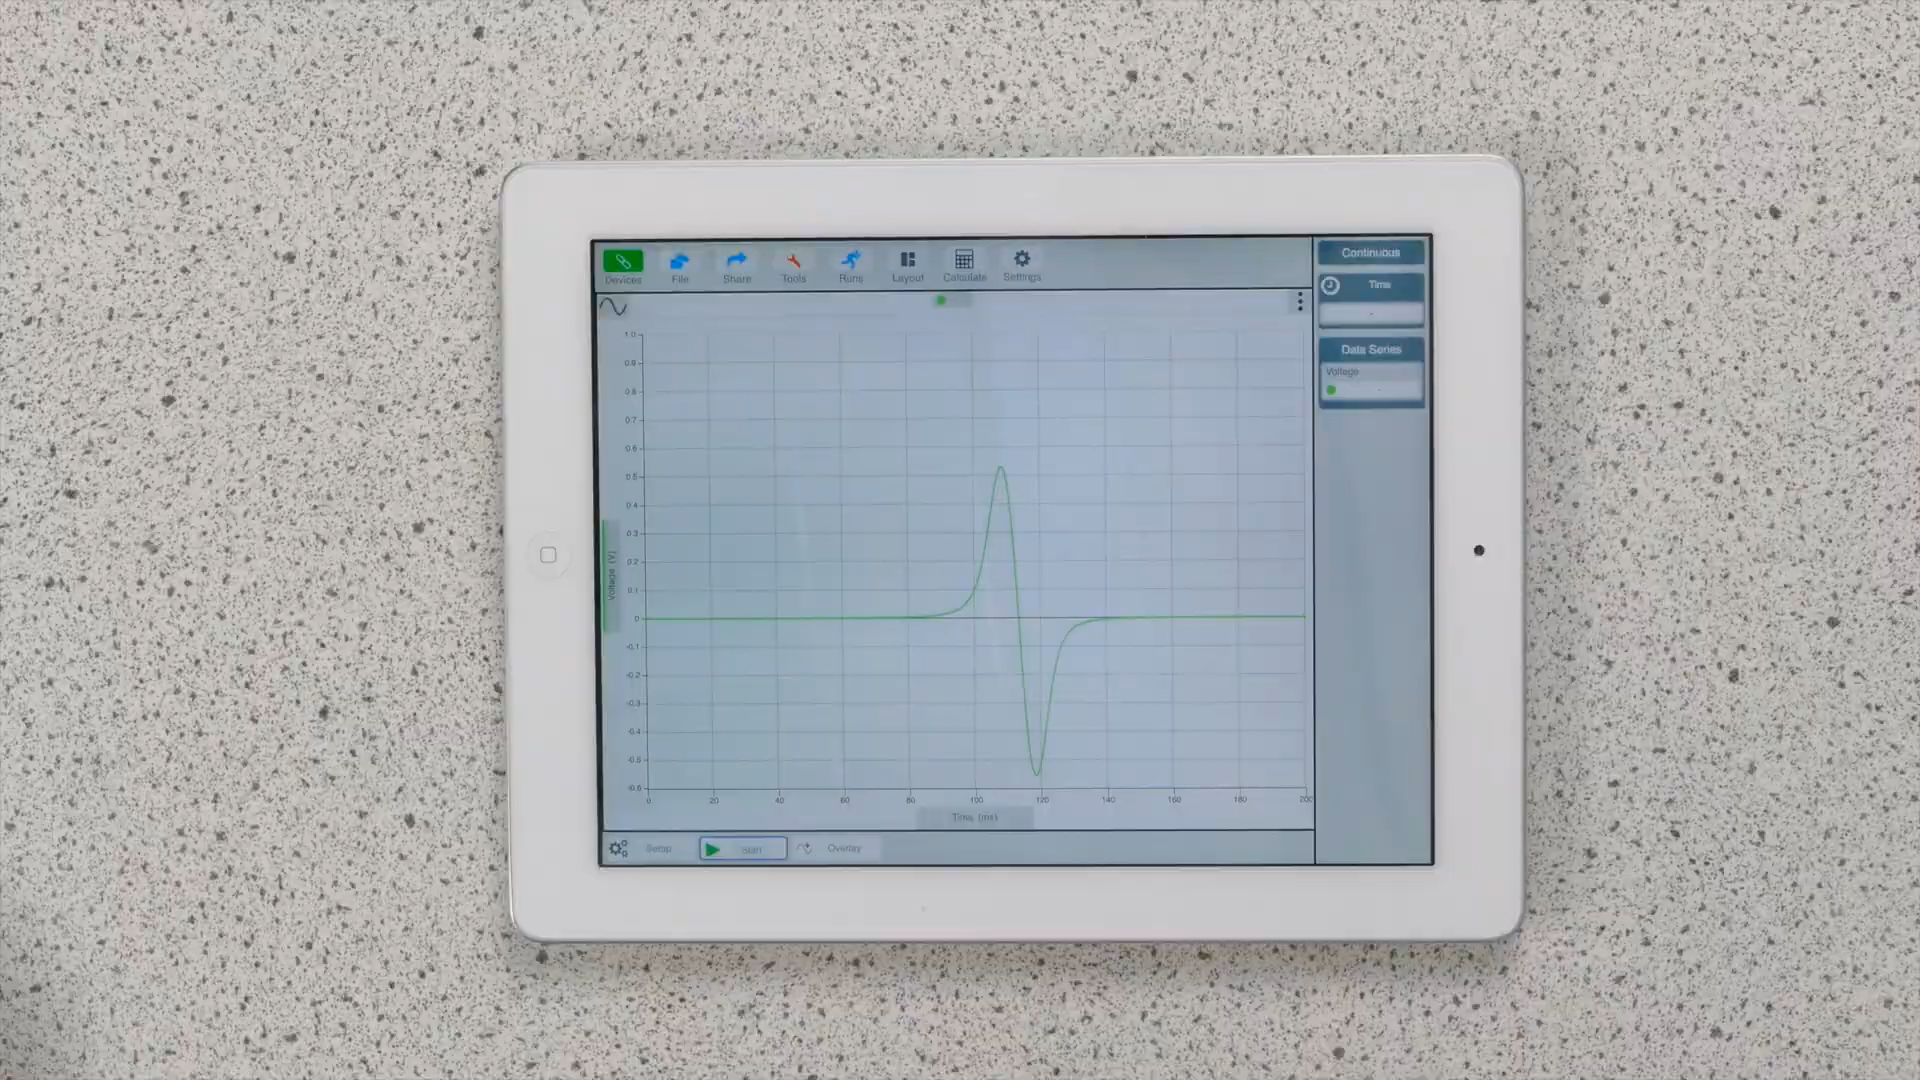 Devices File Share Tools Runs Layout Calculate Settings
Continuous
Time
Data Series
Voltage
1.0
0.9
0.8
0.7
0.6
0.5
0.4
0.3
0.2
0.1
0
-0.1
-0.2
-0.3
-0.4
-0.5
-0.6
Voltage (V)
0 20 40 60 80 100 120 140 160 180 200
Time (ms)
Setup Start Overlay